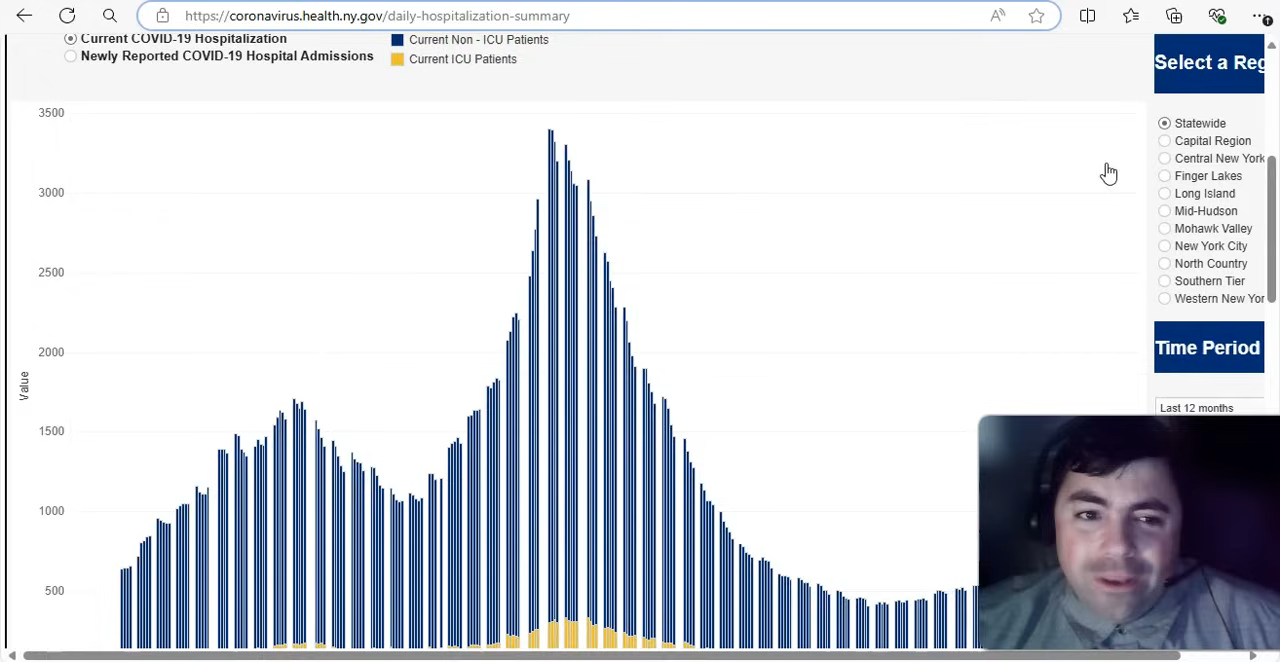 https://coronavirus.health.ny.gov/daily-hospitalization-summary
Current COVID-19 Hospitalization
Newly Reported COVID-19 Hospital Admissions
Current Non - ICU Patients
Current ICU Patients
Select a Reg
Statewide
Capital Region
Central New York
Finger Lakes
Long Island
Mid-Hudson
Mohawk Valley
New York City
North Country
Southern Tier
Western New Yor
Time Period
Last 12 months
3500
3000
2500
2000
1500
1000
500
Value